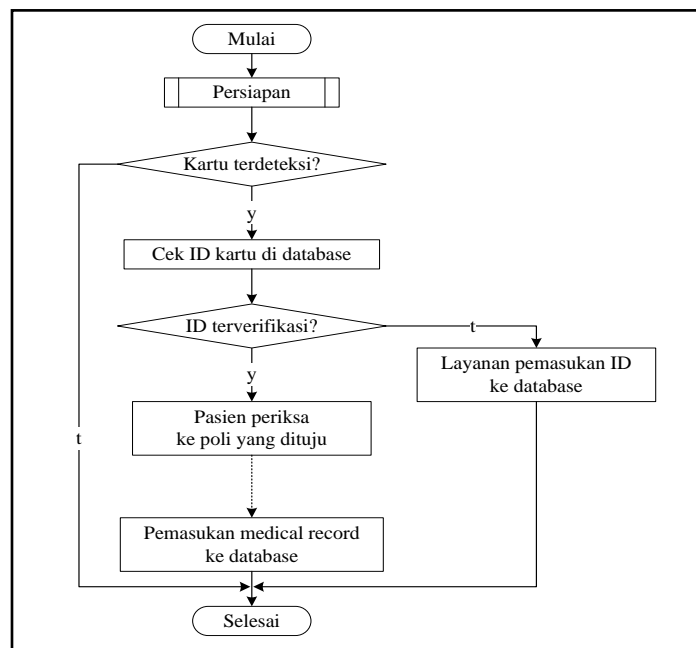 Mulai
Persiapan
Kartu terdeteksi?
y
Cek ID kartu di database
ID terverifikasi?
t
y
Layanan pemasukan ID
ke database
Pasien periksa
ke poli yang dituju
t
Pemasukan medical record
ke database
Selesai